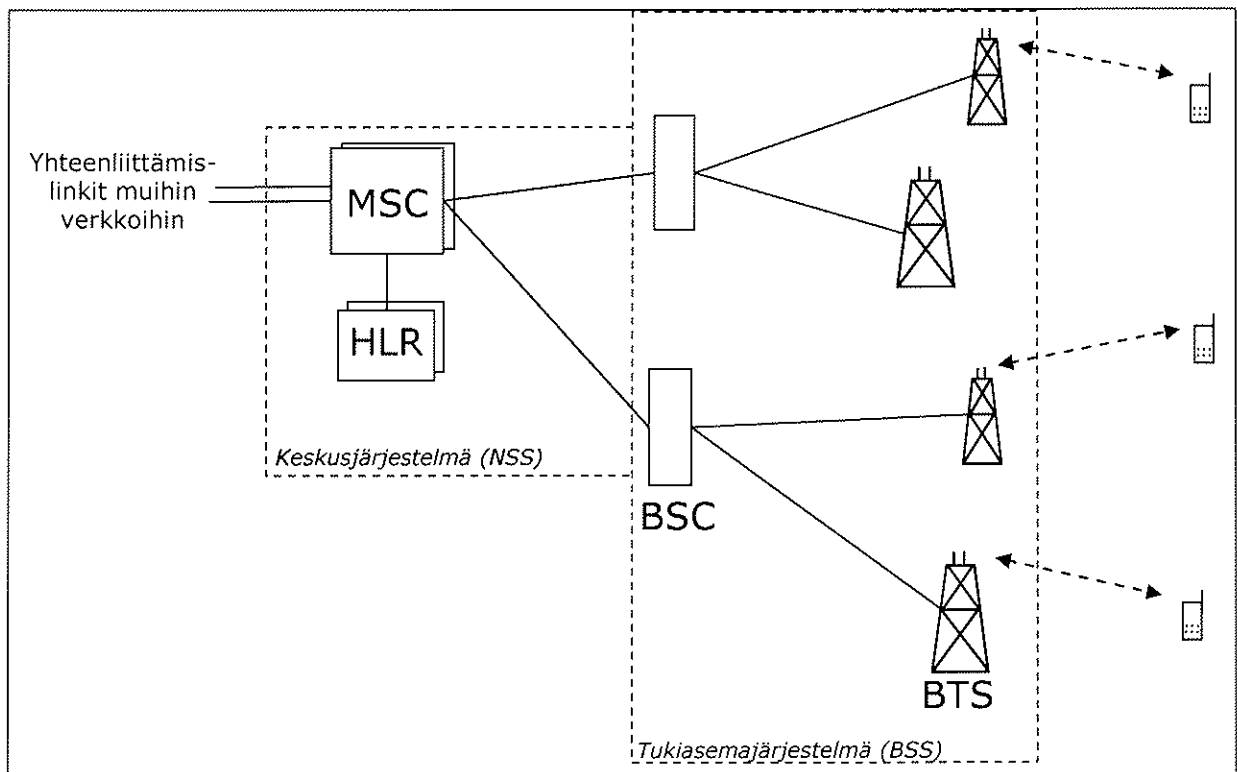 Yhteenliittämis-
linkit muihin
verkkoihin
MSC
HLR
Keskusjärjestelmä (NSS)
BSC
BTS
Tukiasemajärjestelmä (BSS)